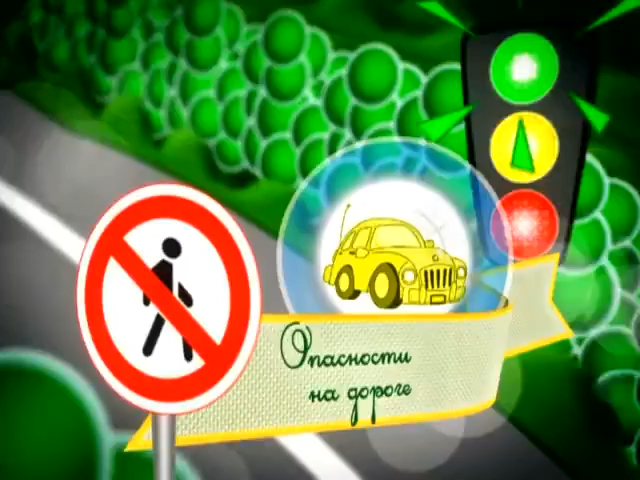 Опасности
на дороге